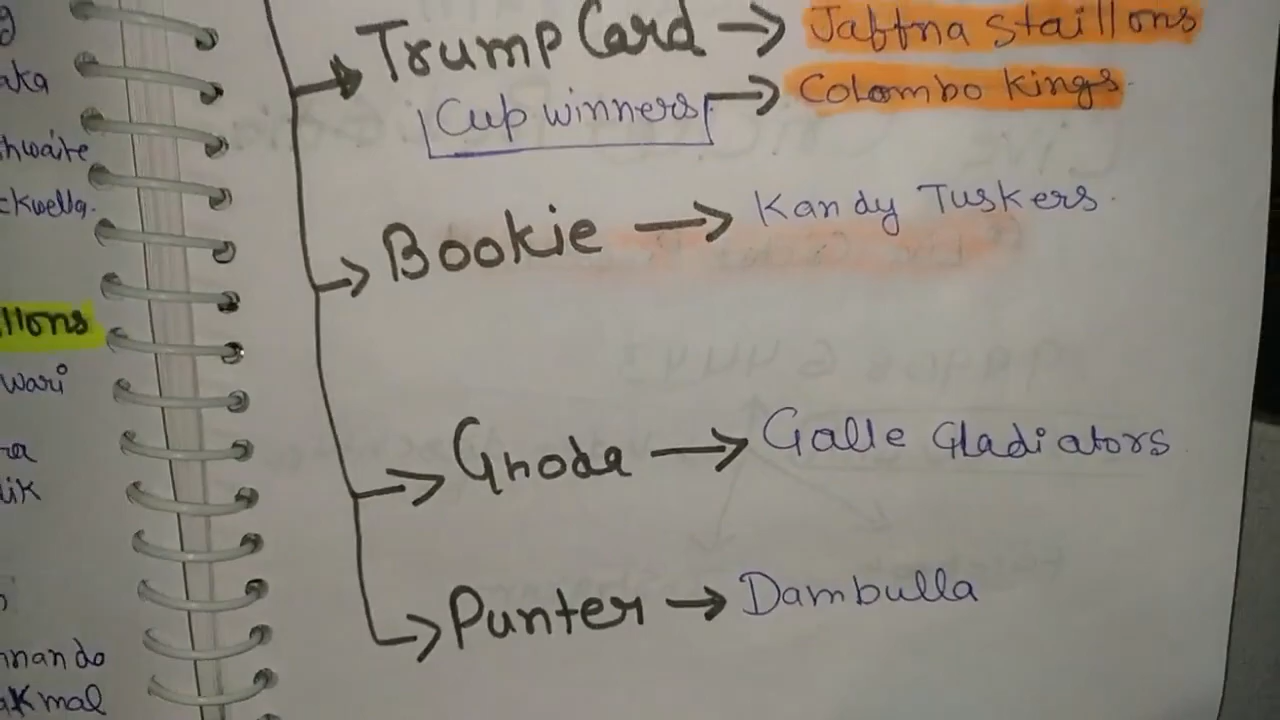 Trump Card → Jaffna Staillons
Cup winners → Colombo Kings.
Bookie → Kandy Tuskers.
Ghoda → Galle Gladiators
Punter → Dambulla
aka
hwaite
ckwella.
llons
wari
ra
lik
nando
akmal